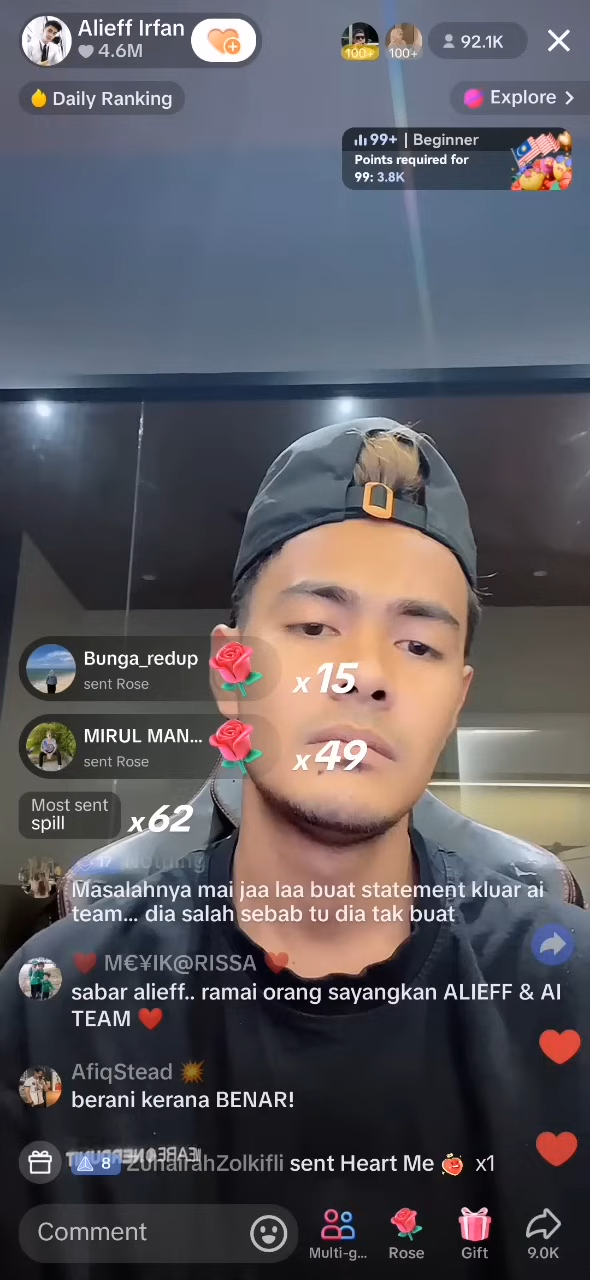 Alieff Irfan
4.6M
100+
100+
92.1K
Daily Ranking
Explore
99+ | Beginner
Points required for
99: 3.8K
Bunga_redup
sent Rose
x15
MIRUL MAN...
sent Rose
x49
Most sent
spill
x62
Masalahnya mai jaa laa buat statement kluar ai
team... dia salah sebab tu dia tak buat
M€¥IK@RISSA
sabar alieff.. ramai orang sayangkan ALIEFF & AI
TEAM
AfiqStead
berani kerana BENAR!
8 ZunairahZolkifli sent Heart Me x1
Comment
Multi-g...
Rose
Gift
9.0K